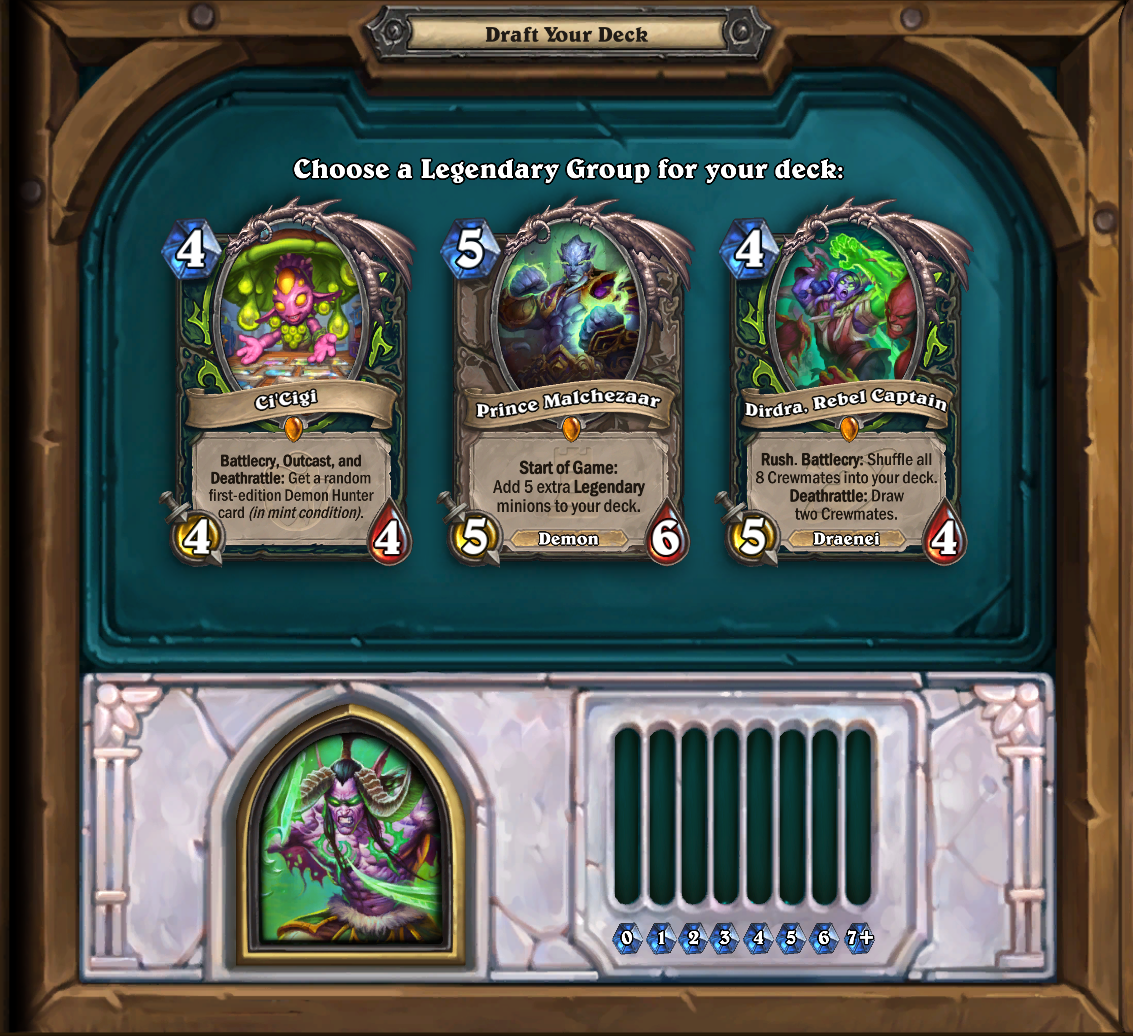 Draft Your Deck
Choose a Legendary Group for your deck:
4
Ci'Cigi
Battlecry, Outcast, and
Deathrattle: Get a random
first-edition Demon Hunter
card (in mint condition).
4
4
5
Prince Malchezaar
Start of Game:
Add 5 extra Legendary
minions to your deck.
Demon
5
6
4
Dirdra, Rebel Captain
Rush. Battlecry: Shuffle all
8 Crewmates into your deck.
Deathrattle: Draw
two Crewmates.
Draenei
5
4
0 1 2 3 4 5 6 7+